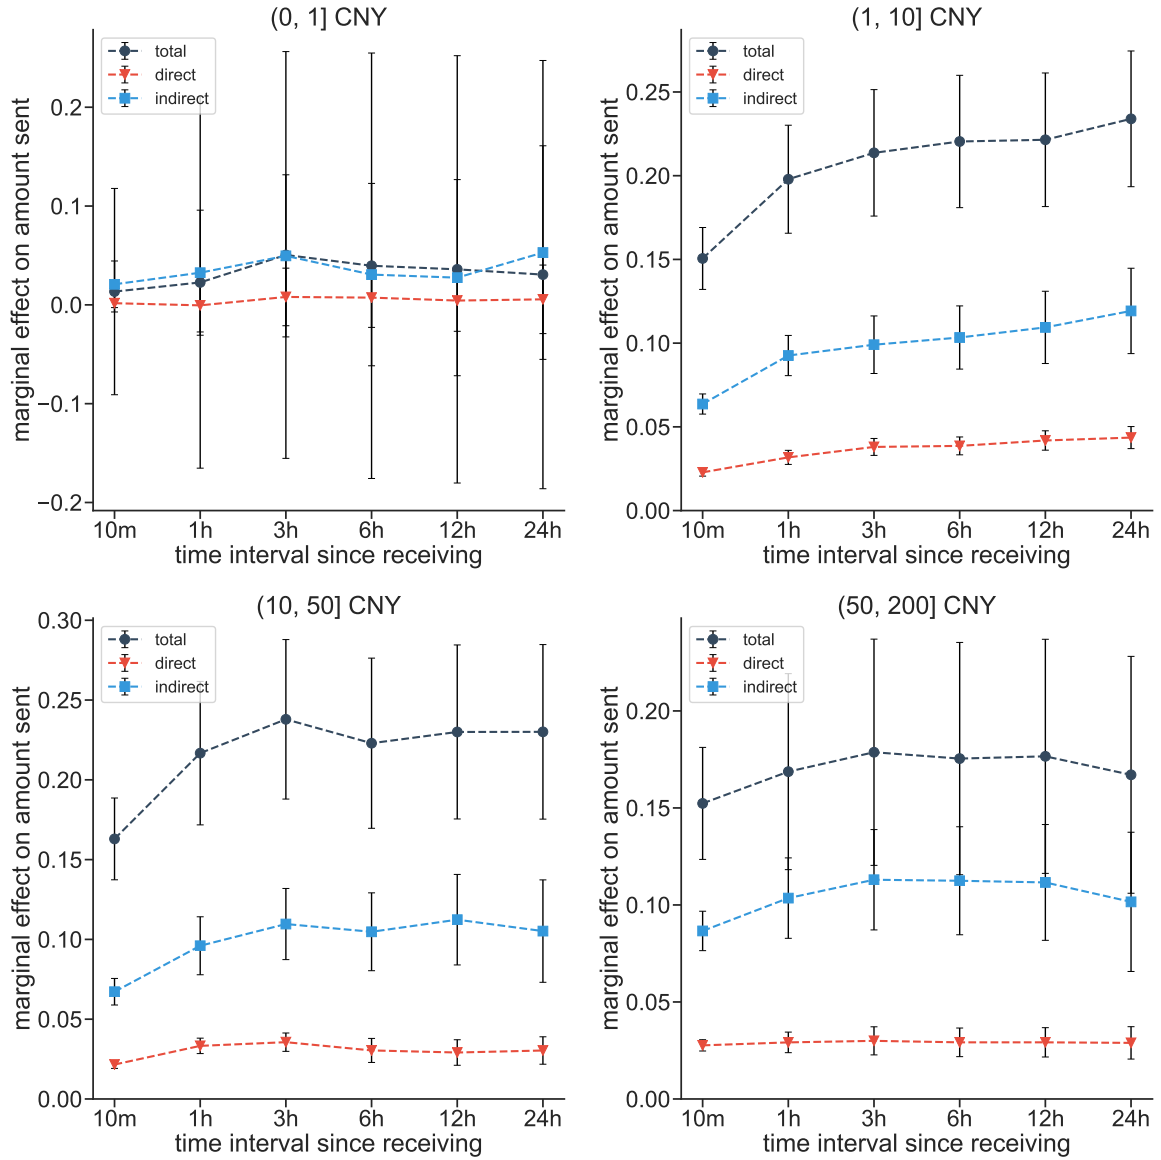 (0, 1] CNY
total
direct
indirect
marginal effect on amount sent
0.2
0.1
0.0
−0.1
−0.2
10m 1h 3h 6h 12h 24h
time interval since receiving
(1, 10] CNY
total
direct
indirect
marginal effect on amount sent
0.25
0.20
0.15
0.10
0.05
0.00
10m 1h 3h 6h 12h 24h
time interval since receiving
(10, 50] CNY
total
direct
indirect
marginal effect on amount sent
0.30
0.25
0.20
0.15
0.10
0.05
0.00
10m 1h 3h 6h 12h 24h
time interval since receiving
(50, 200] CNY
total
direct
indirect
marginal effect on amount sent
0.20
0.15
0.10
0.05
0.00
10m 1h 3h 6h 12h 24h
time interval since receiving